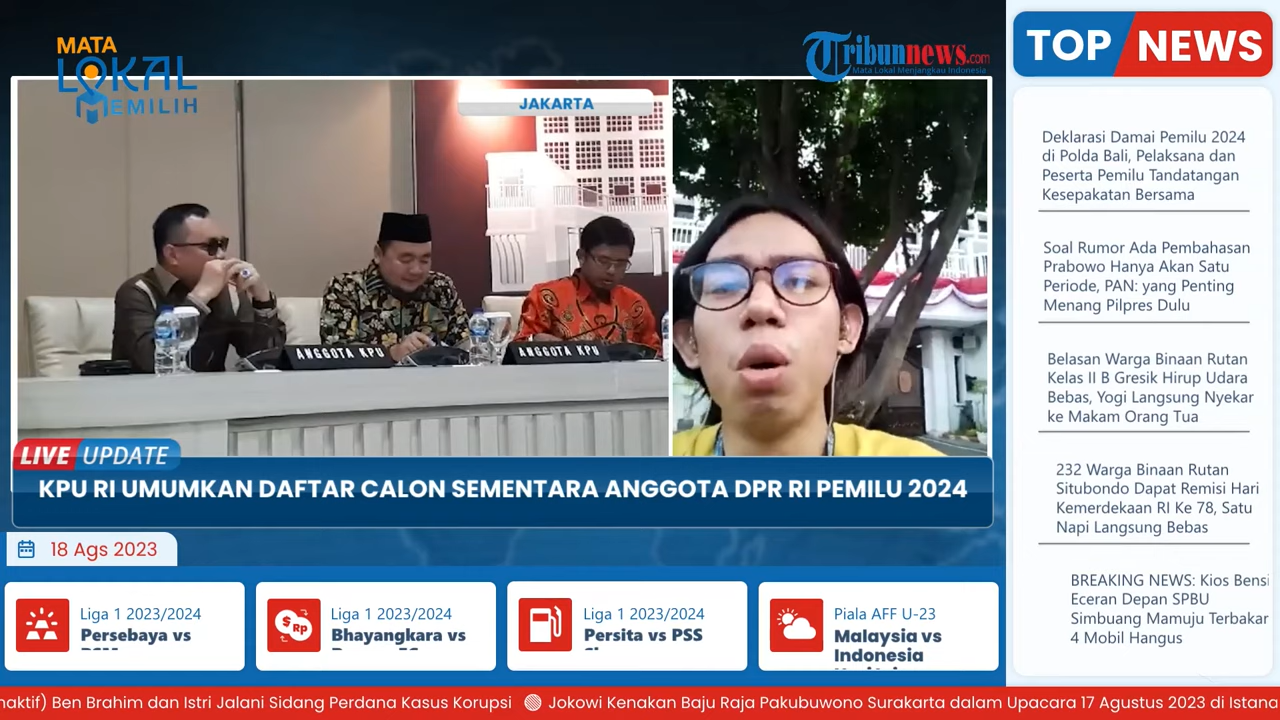 MATA
LOKAL
MEMILIH
Tribunnews.com
Mata Lokal Menjangkau Indonesia
JAKARTA
ANGGOTA KPU
ANGGOTA KPU
LIVE UPDATE
KPU RI UMUMKAN DAFTAR CALON SEMENTARA ANGGOTA DPR RI PEMILU 2024
18 Ags 2023
TOP NEWS
Deklarasi Damai Pemilu 2024
di Polda Bali, Pelaksana dan
Peserta Pemilu Tandatangan
Kesepakatan Bersama
Soal Rumor Ada Pembahasan
Prabowo Hanya Akan Satu
Periode, PAN: yang Penting
Menang Pilpres Dulu
Belasan Warga Binaan Rutan
Kelas II B Gresik Hirup Udara
Bebas, Yogi Langsung Nyekar
ke Makam Orang Tua
232 Warga Binaan Rutan
Situbondo Dapat Remisi Hari
Kemerdekaan RI Ke 78, Satu
Napi Langsung Bebas
BREAKING NEWS: Kios Bensi
Eceran Depan SPBU
Simbuang Mamuju Terbakar
4 Mobil Hangus
Liga 1 2023/2024
Persebaya vs
Rp
Liga 1 2023/2024
Bhayangkara vs
Liga 1 2023/2024
Persita vs PSS
Piala AFF U-23
Malaysia vs
Indonesia
naktif) Ben Brahim dan Istri Jalani Sidang Perdana Kasus Korupsi Jokowi Kenakan Baju Raja Pakubuwono Surakarta dalam Upacara 17 Agustus 2023 di Istana